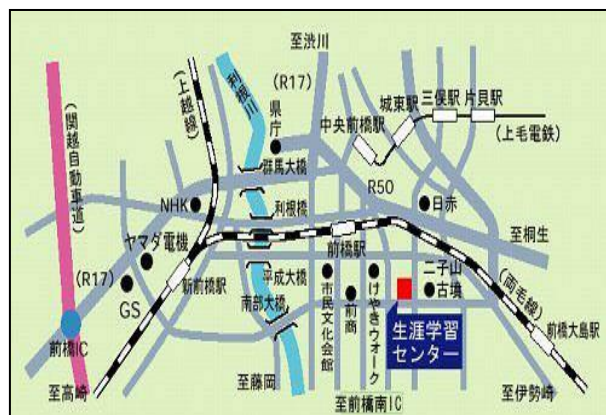 至渋川
(R17)
利根川
(上越線)
(関越自動車道)
県庁
群馬大橋
中央前橋駅
城東駅
三俣駅
片貝駅
(上毛電鉄)
R50
日赤
NHK
利根橋
至桐生
ヤマダ電機
前橋駅
(R17)
新前橋駅
平成大橋
GS
南部大橋
市民文化会館
前商
けやきウオーク
二子山
古墳
(両毛線)
前橋大島駅
前橋IC
生涯学習
センター
至高崎
至藤岡
至前橋南IC
至伊勢崎